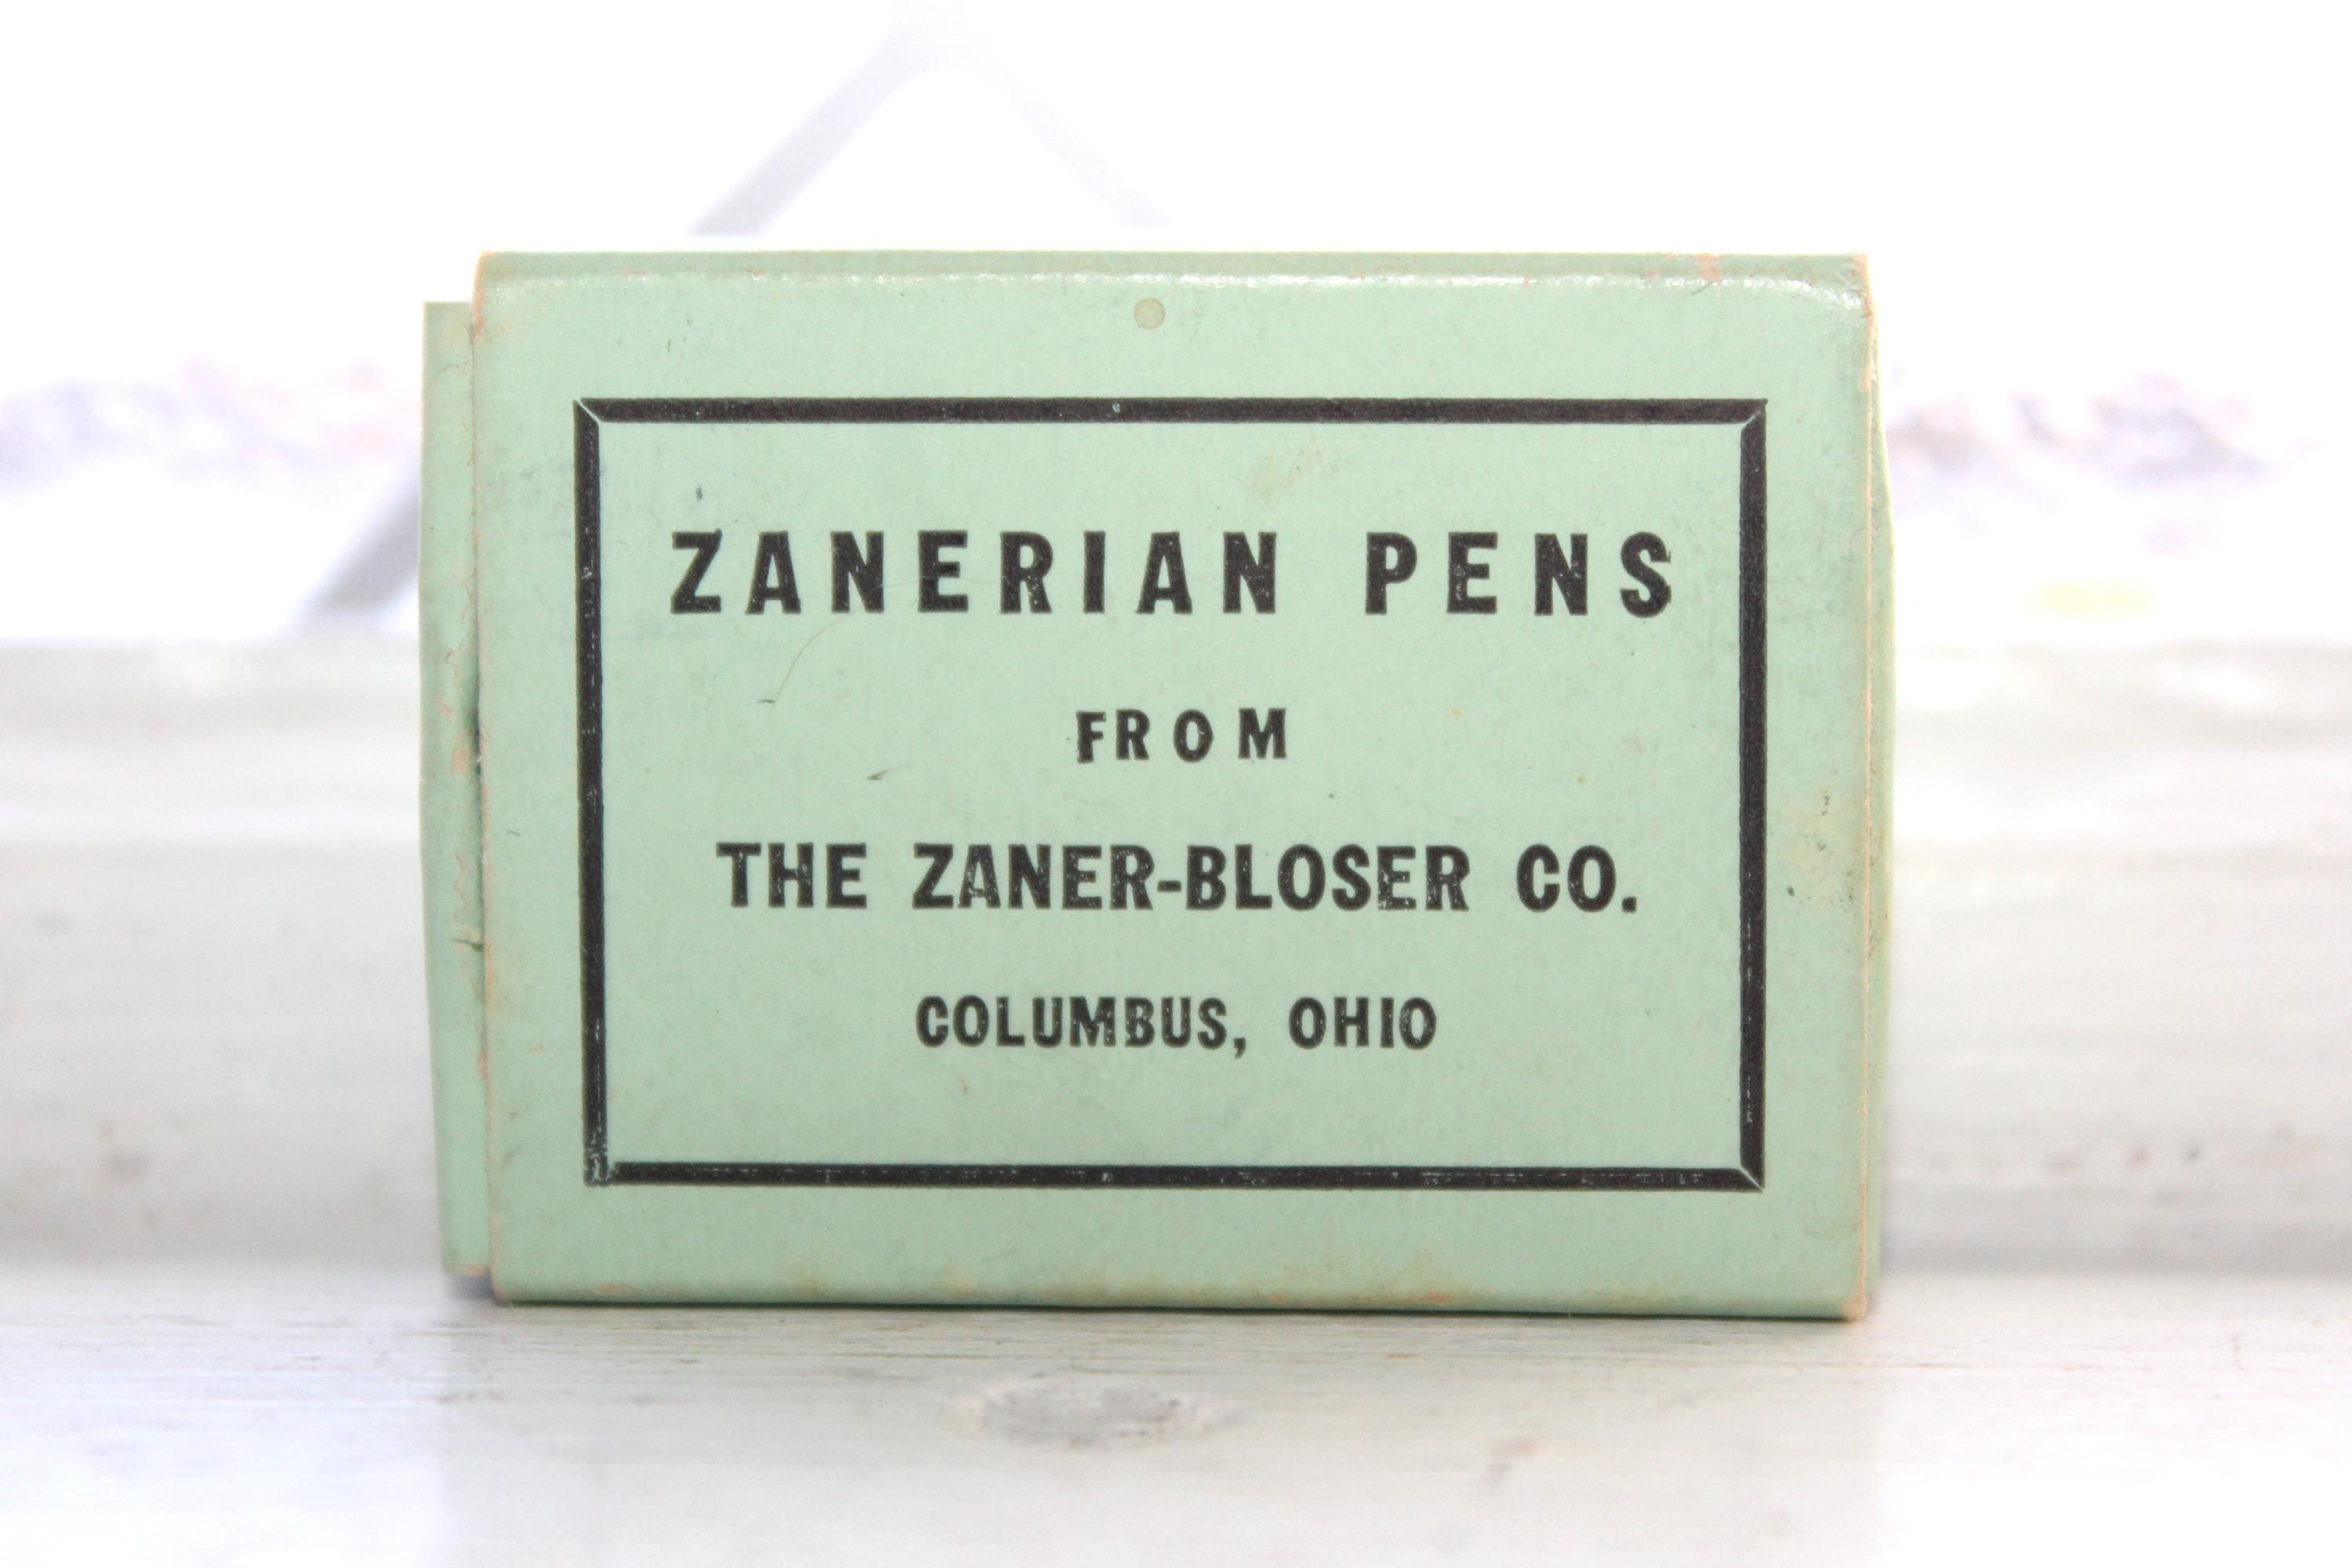 ZANERIAN PENS
FROM
THE ZANER-BLOSER CO.
COLUMBUS, OHIO